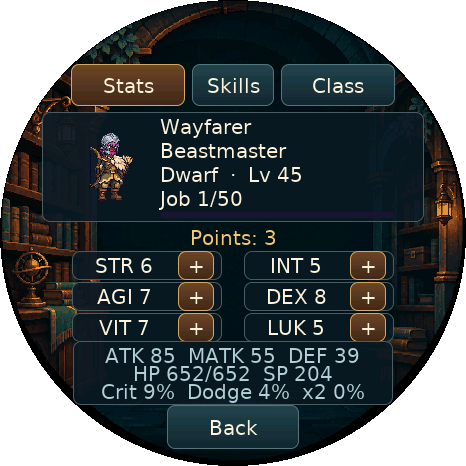 Stats Skills Class
Wayfarer
Beastmaster
Dwarf · Lv 45
Job 1/50
Points: 3
STR 6 + INT 5 +
AGI 7 + DEX 8 +
VIT 7 + LUK 5 +
ATK 85 MATK 55 DEF 39
HP 652/652 SP 204
Crit 9% Dodge 4% x2 0%
Back